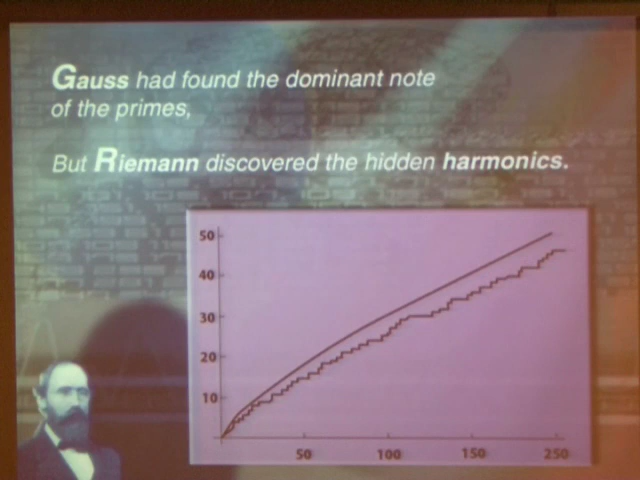 Gauss had found the dominant note
of the primes,
But Riemann discovered the hidden harmonics.
50
40
30
20
10
50 100 150 200 250